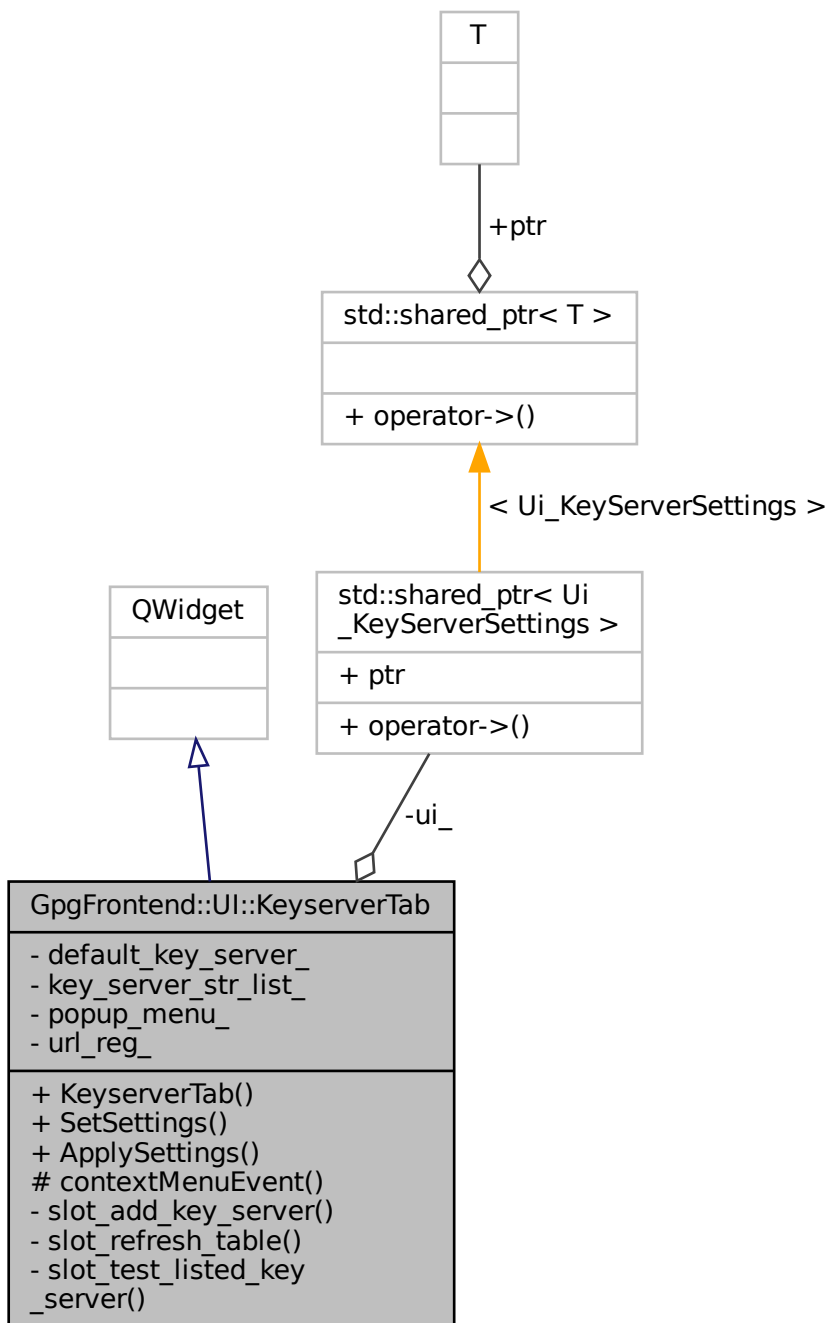 T
+ptr
std::shared_ptr< T >
+ operator->()
< Ui_KeyServerSettings >
QWidget
std::shared_ptr< Ui
_KeyServerSettings >
+ ptr
+ operator->()
-ui_
GpgFrontend::UI::KeyserverTab
- default_key_server_
- key_server_str_list_
- popup_menu_
- url_reg_
+ KeyserverTab()
+ SetSettings()
+ ApplySettings()
# contextMenuEvent()
- slot_add_key_server()
- slot_refresh_table()
- slot_test_listed_key
_server()